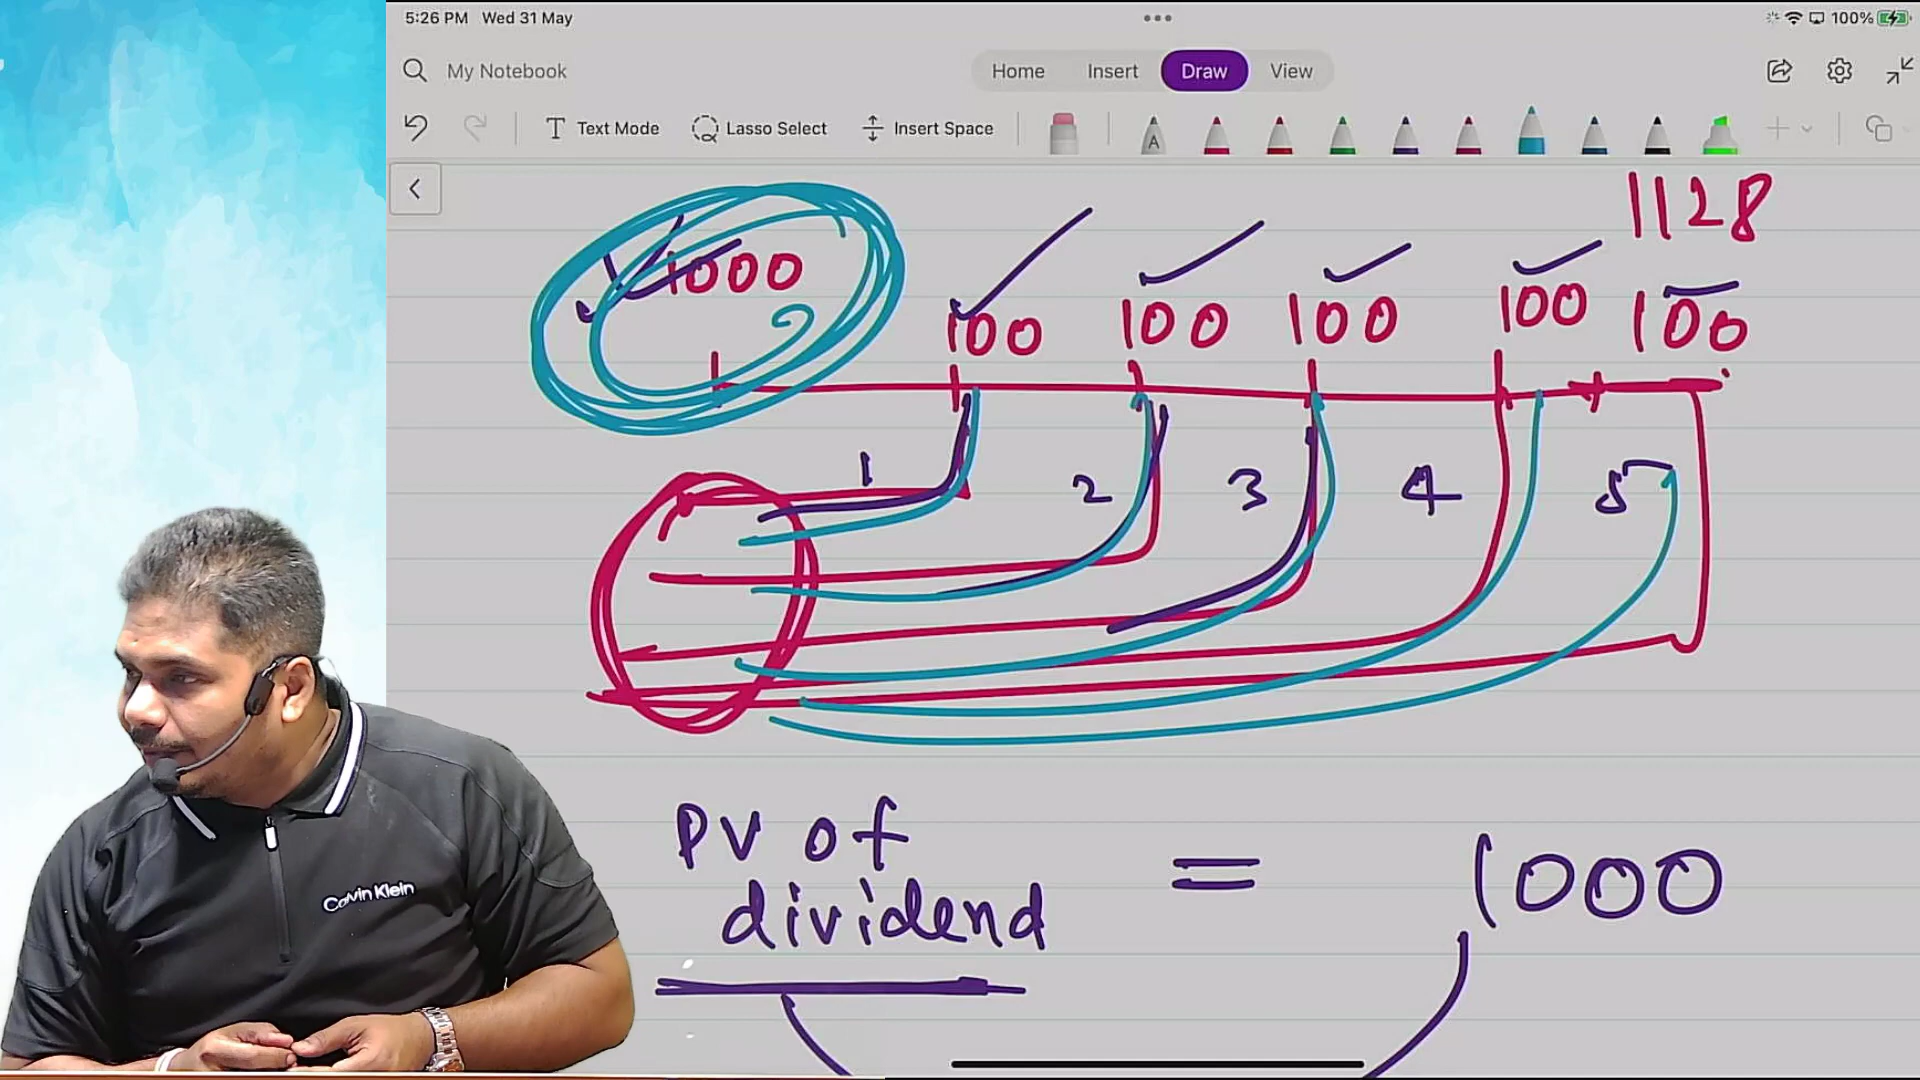 5:26 PM Wed 31 May
100%
My Notebook
Home Insert Draw View
Text Mode Lasso Select Insert Space
A
1128
1000
100 100 100 100 100
1 2 3 4 5
PV of
dividend = 1000
Calvin Klein